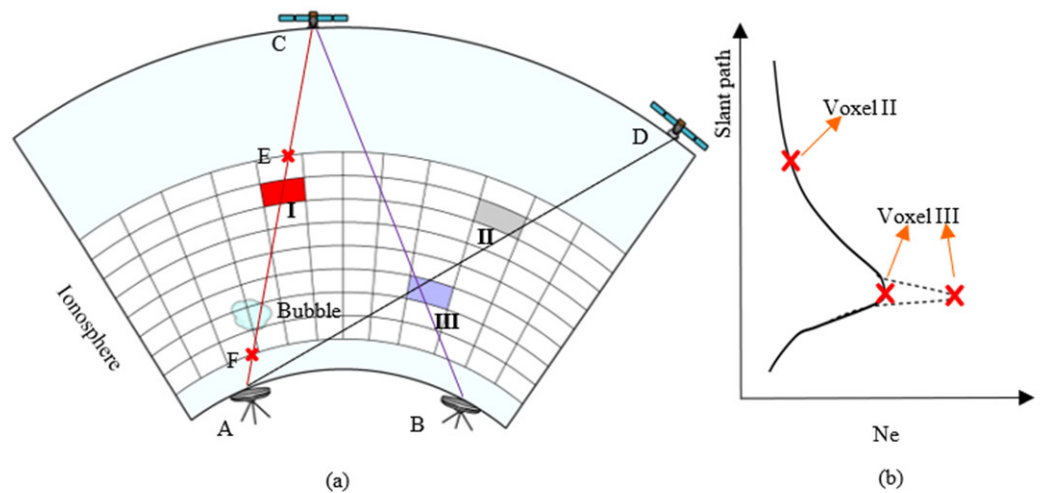 C
D
E
I
II
III
Bubble
F
Ionosphere
A
B
(a)
Slant path
Voxel II
Voxel III
Ne
(b)